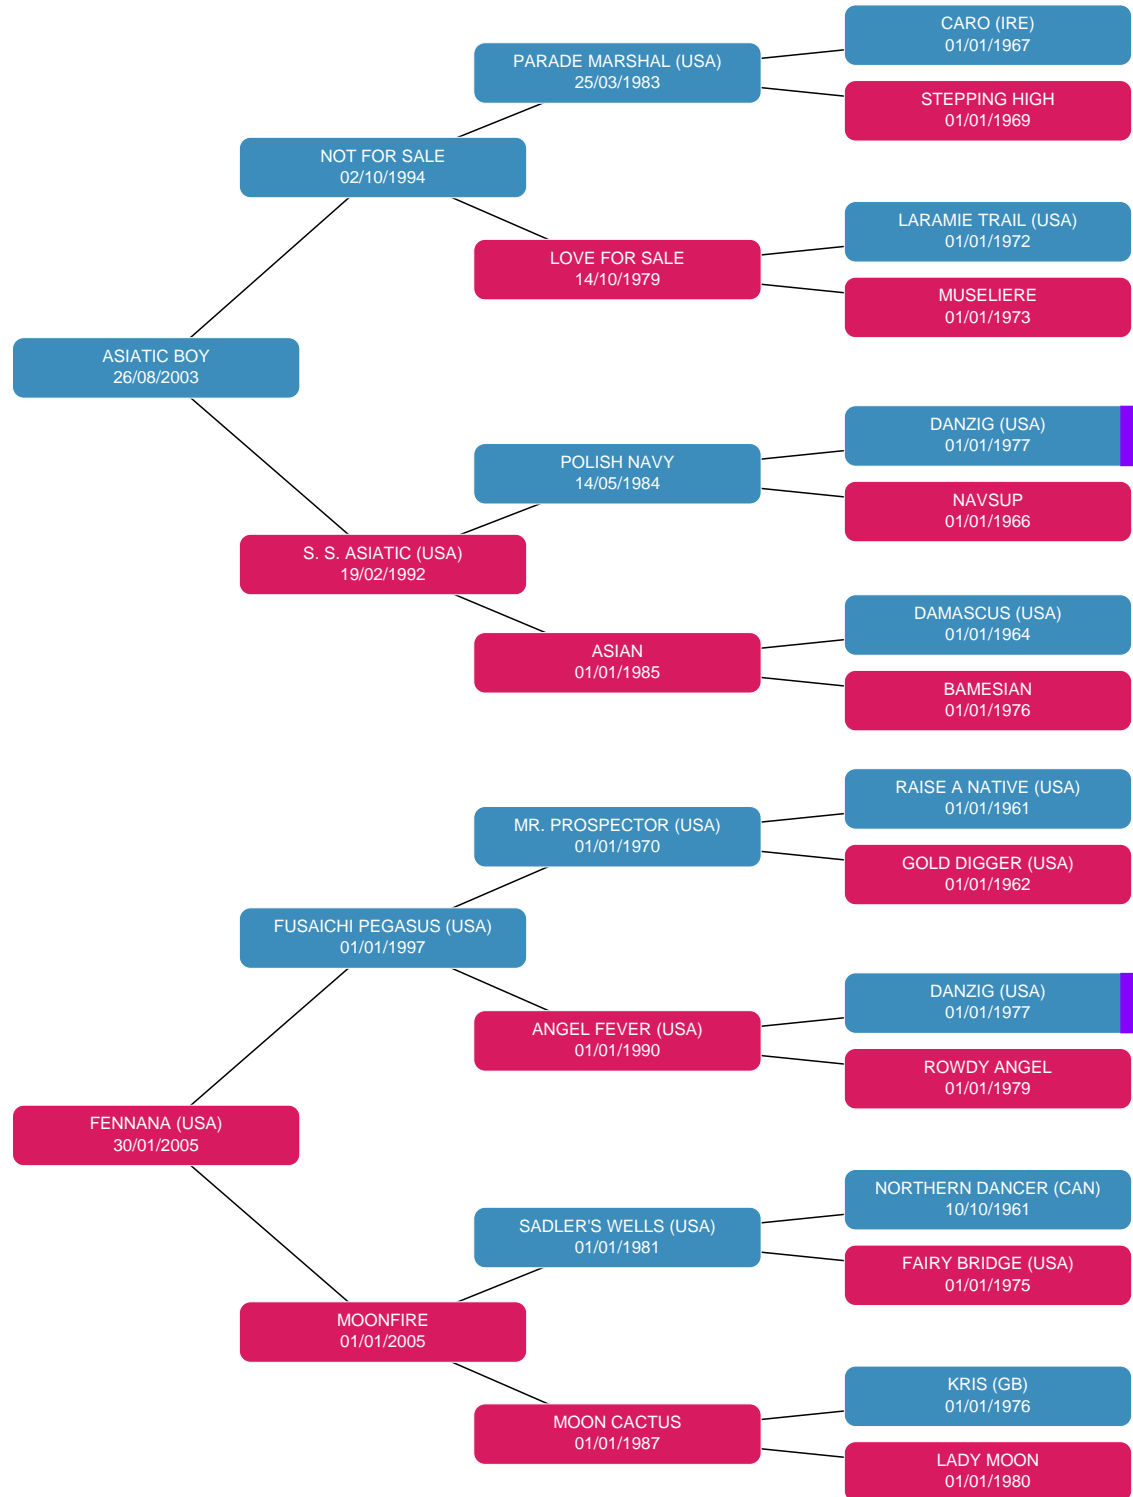 CARO (IRE)
01/01/1967
PARADE MARSHAL (USA)
25/03/1983
STEPPING HIGH
01/01/1969
NOT FOR SALE
02/10/1994
LARAMIE TRAIL (USA)
01/01/1972
LOVE FOR SALE
14/10/1979
MUSELIERE
01/01/1973
ASIATIC BOY
26/08/2003
DANZIG (USA)
01/01/1977
POLISH NAVY
14/05/1984
NAVSUP
01/01/1966
S. S. ASIATIC (USA)
19/02/1992
DAMASCUS (USA)
01/01/1964
ASIAN
01/01/1985
BAMESIAN
01/01/1976
RAISE A NATIVE (USA)
01/01/1961
MR. PROSPECTOR (USA)
01/01/1970
GOLD DIGGER (USA)
01/01/1962
FUSAICHI PEGASUS (USA)
01/01/1997
DANZIG (USA)
01/01/1977
ANGEL FEVER (USA)
01/01/1990
ROWDY ANGEL
01/01/1979
FENNANA (USA)
30/01/2005
NORTHERN DANCER (CAN)
10/10/1961
SADLER'S WELLS (USA)
01/01/1981
FAIRY BRIDGE (USA)
01/01/1975
MOONFIRE
01/01/2005
KRIS (GB)
01/01/1976
MOON CACTUS
01/01/1987
LADY MOON
01/01/1980